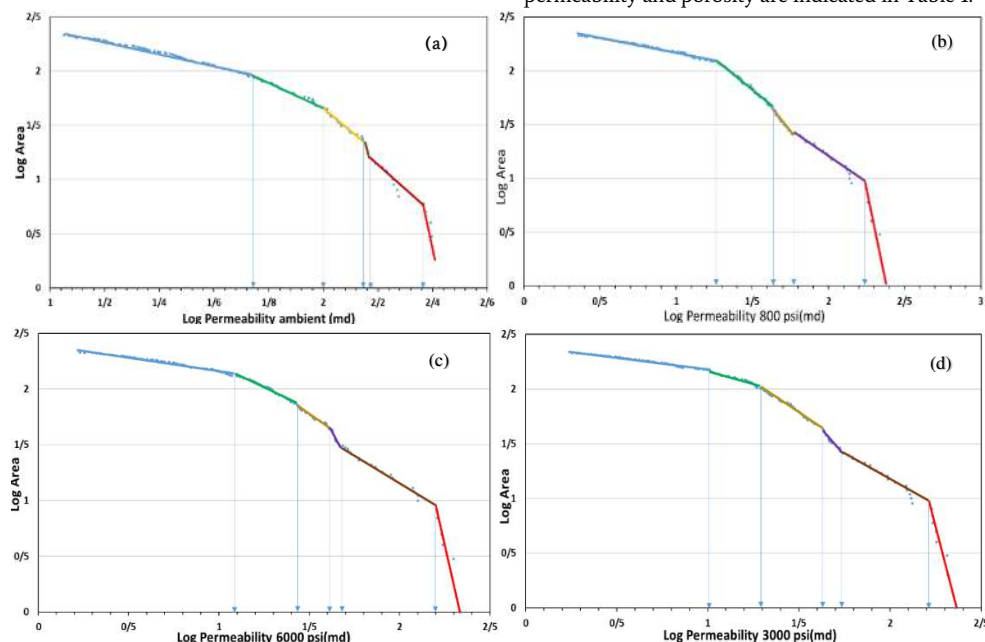 permeability and porosity are indicated in Table 1.
(a)
2/5
2
1/5
1
0/5
0
Log Area
1 1/2 1/4 1/6 1/8 2 2/2 2/4 2/6
Log Permeability ambient (md)
(b)
2/5
2
1/5
1
0/5
0
Log Area
0 0/5 1 1/5 2 2/5 3
Log Permeability 800 psi(md)
(c)
2/5
2
1/5
1
0/5
0
Log Area
0 0/5 1 1/5 2 2/5
Log Permeability 6000 psi(md)
(d)
2/5
2
1/5
1
0/5
0
Log Area
0 0/5 1 1/5 2 2/5
Log Permeability 3000 psi(md)